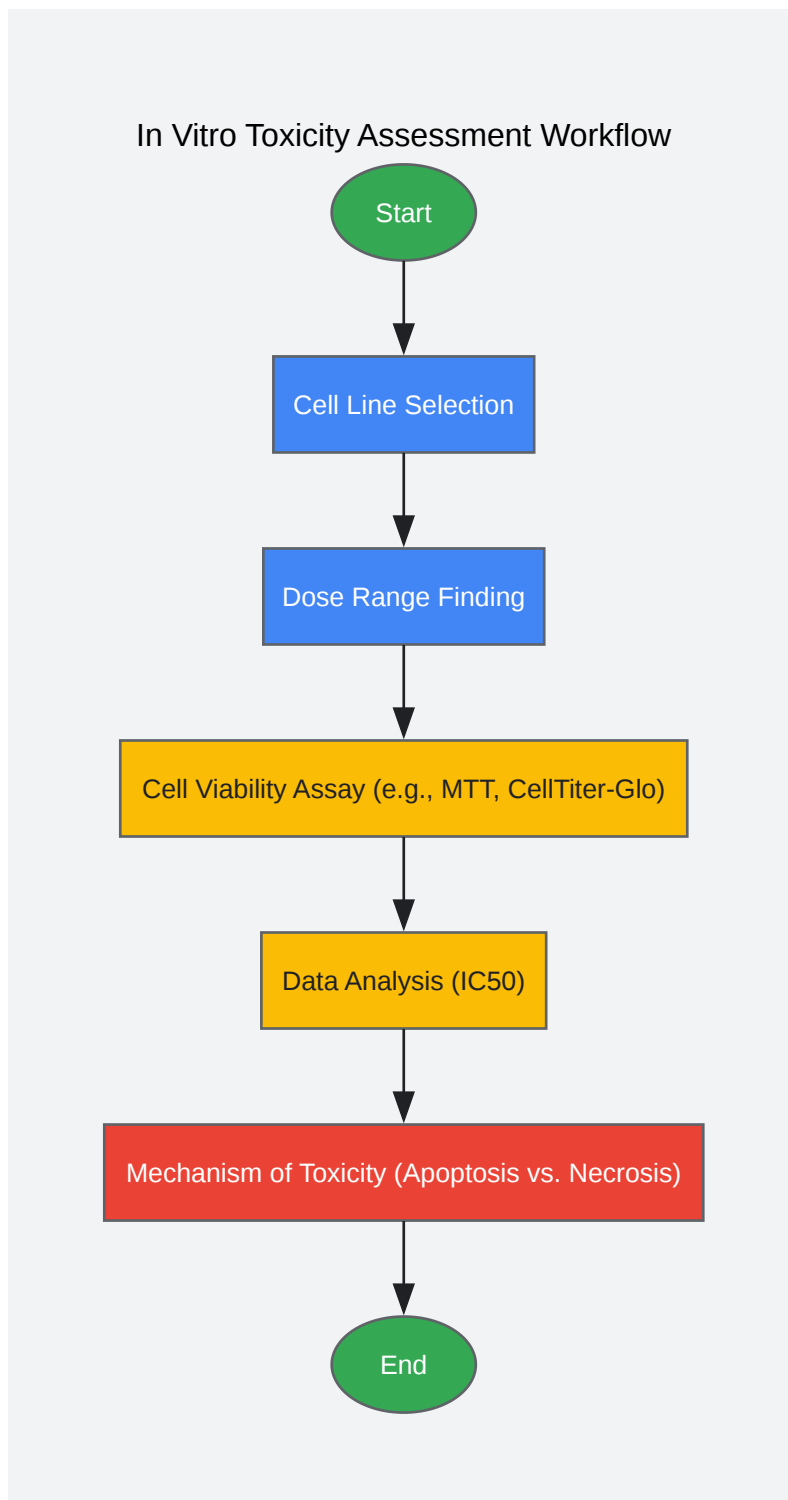 In Vitro Toxicity Assessment Workflow
Start
Cell Line Selection
Dose Range Finding
Cell Viability Assay (e.g., MTT, CellTiter-Glo)
Data Analysis (IC50)
Mechanism of Toxicity (Apoptosis vs. Necrosis)
End